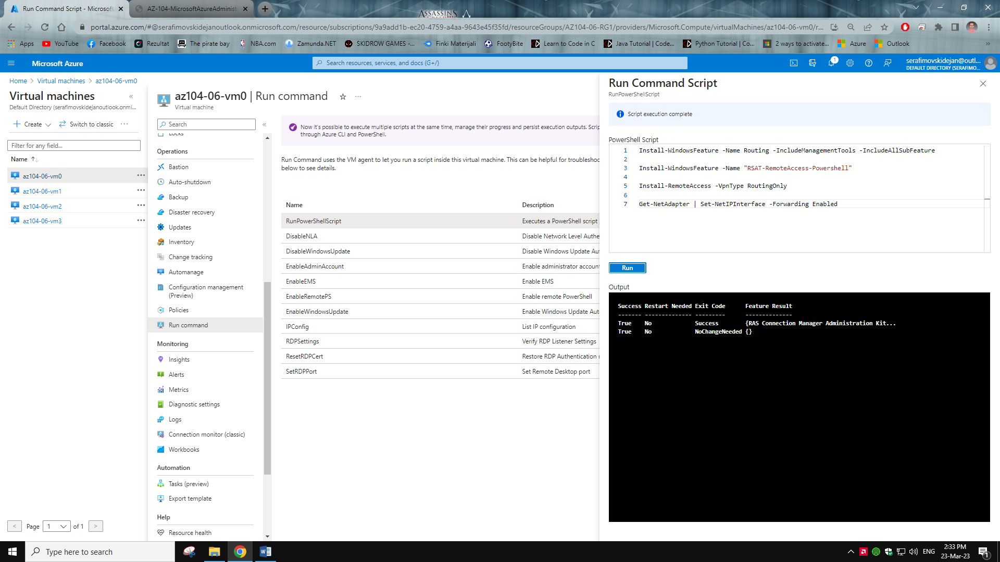 Run Command Script - Microsoft
AZ-104-MicrosoftAzureAdminist
ASSASSINS
portal.azure.com/#@serafimovskidejanoutlook.onmicrosoft.com/resource/subscriptions/9a9add1b-ec20-4759-a4aa-9643e45f35fd/resourceGroups/AZ104-06-RG1/providers/Microsoft.Compute/virtualMachines/az104-06-vm0/r...
Apps
YouTube
Facebook
Rezultat
The pirate bay
NBA.com
Zamunda.NET
SKIDROW GAMES -...
Finki Materijali
FootyBite
Learn to Code in C
Java Tutorial | Code...
Python Tutorial | Co...
2 ways to activate...
Azure
Outlook
»
Microsoft Azure
Search resources, services, and docs (G+/)
1
serafimovskidejan@outl...
DEFAULT DIRECTORY (SERAFIMO...
Home > Virtual machines > az104-06-vm0
Virtual machines
«
Default Directory (serafimovskidejanoutlook.onmi...
Create
Switch to classic
...
Filter for any field...
Name
az104-06-vm0
az104-06-vm1
az104-06-vm2
az104-06-vm3
< Page 1 of 1 >
az104-06-vm0 | Run command
...
Virtual machine
Search
«
Locks
Operations
Bastion
Auto-shutdown
Backup
Disaster recovery
Updates
Inventory
Change tracking
Automanage
Configuration management
(Preview)
Policies
Run command
Monitoring
Insights
Alerts
Metrics
Diagnostic settings
Logs
Connection monitor (classic)
Workbooks
Automation
Tasks (preview)
Export template
Help
Resource health
Now it's possible to execute multiple scripts at the same time, manage their progress and persist execution outputs. Scrip
through Azure CLI and PowerShell.
Run Command uses the VM agent to let you run a script inside this virtual machine. This can be helpful for troubleshoo
below to see details.
Name Description
RunPowerShellScript Executes a PowerShell script
DisableNLA Disable Network Level Authe
DisableWindowsUpdate Disable Windows Update Au
EnableAdminAccount Enable administrator account
EnableEMS Enable EMS
EnableRemotePS Enable remote PowerShell
EnableWindowsUpdate Enable Windows Update Aut
IPConfig List IP configuration
RDPSettings Verify RDP Listener Settings
ResetRDPCert Restore RDP Authentication
SetRDPPort Set Remote Desktop port
Run Command Script
RunPowerShellScript
Script execution complete
PowerShell Script
1 Install-WindowsFeature -Name Routing -IncludeManagementTools -IncludeAllSubFeature
2
3 Install-WindowsFeature -Name "RSAT-RemoteAccess-Powershell"
4
5 Install-RemoteAccess -VpnType RoutingOnly
6
7 Get-NetAdapter | Set-NetIPInterface -Forwarding Enabled
Run
Output
Success Restart Needed Exit Code Feature Result
------- -------------- --------- --------------
True No Success {RAS Connection Manager Administration Kit...
True No NoChangeNeeded {}
Type here to search
ENG
2:33 PM
23-Mar-23
1